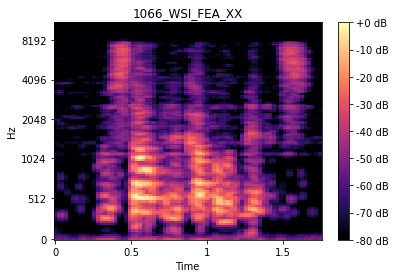 1066_WSI_FEA_XX
8192
4096
2048
1024
512
0
Hz
0
0.5
1
1.5
Time
+0 dB
-10 dB
-20 dB
-30 dB
-40 dB
-50 dB
-60 dB
-70 dB
-80 dB